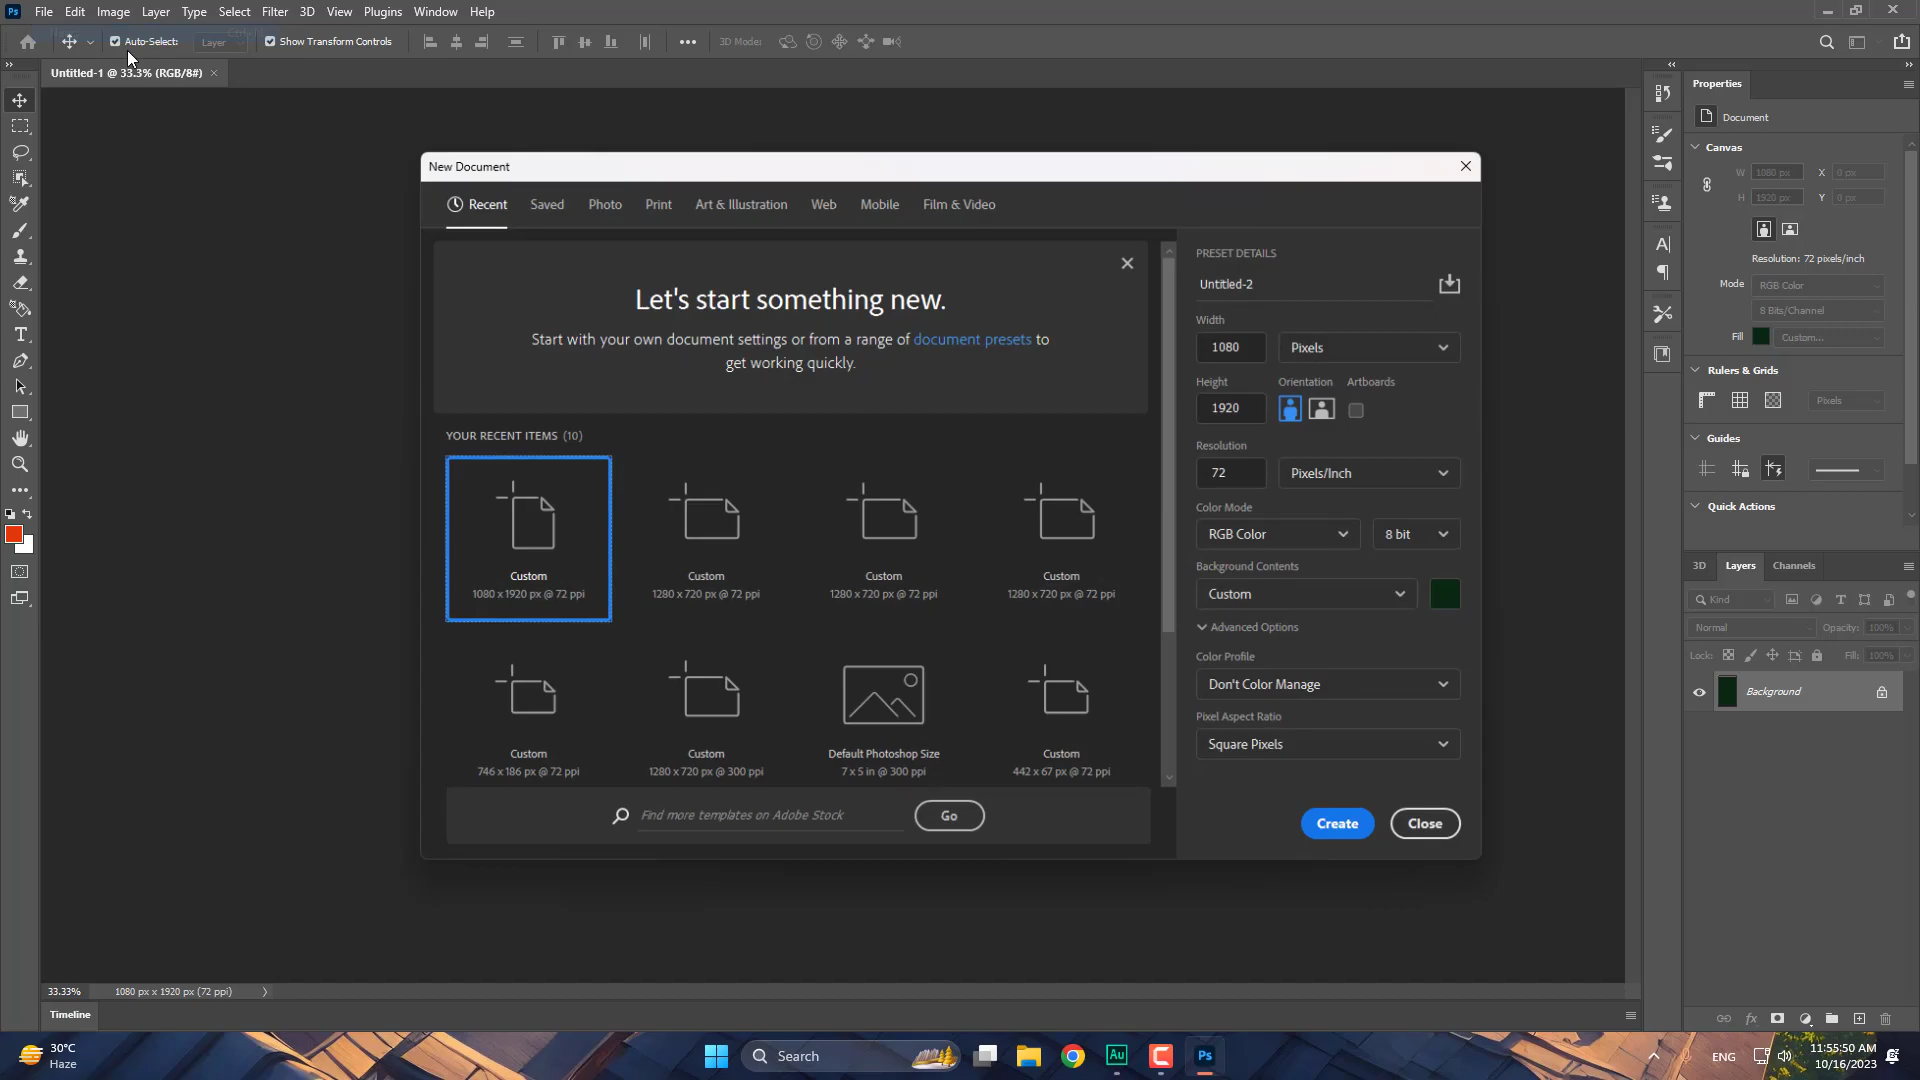 Ps File Edit Image Layer Type Select Filter 3D View Plugins Window Help
Auto-Select: Layer Show Transform Controls 3D Mode:
Untitled-1 @ 33.3% (RGB/8#)
New Document
Recent Saved Photo Print Art & Illustration Web Mobile Film & Video
Let's start something new.
Start with your own document settings or from a range of document presets to
get working quickly.
YOUR RECENT ITEMS (10)
Custom
1080 x 1920 px @ 72 ppi
Custom
1280 x 720 px @ 72 ppi
Custom
1280 x 720 px @ 72 ppi
Custom
1280 x 720 px @ 72 ppi
Custom
746 x 186 px @ 72 ppi
Custom
1280 x 720 px @ 300 ppi
Default Photoshop Size
7 x 5 in @ 300 ppi
Custom
442 x 67 px @ 72 ppi
Find more templates on Adobe Stock Go
PRESET DETAILS
Untitled-2
Width
1080 Pixels
Height Orientation Artboards
1920
Resolution
72 Pixels/Inch
Color Mode
RGB Color 8 bit
Background Contents
Custom
Advanced Options
Color Profile
Don't Color Manage
Pixel Aspect Ratio
Square Pixels
Create Close
Properties
Document
Canvas
W 1080 px X 0 px
H 1920 px Y 0 px
Resolution: 72 pixels/inch
Mode RGB Color
8 Bits/Channel
Fill Custom...
Rulers & Grids
Pixels
Guides
Quick Actions
3D Layers Channels
Kind
Normal Opacity: 100%
Lock: Fill: 100%
Background
33.33% 1080 px x 1920 px (72 ppi)
Timeline
30°C
Haze
Search
Au
Ps
ENG
11:55:50 AM
10/16/2023